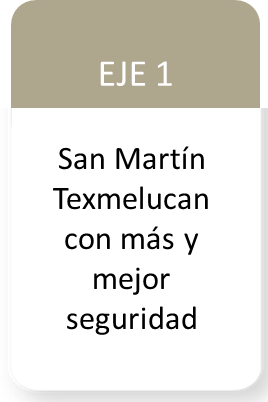 EJE 1
San Martín
Texmelucan
con más y
mejor
seguridad